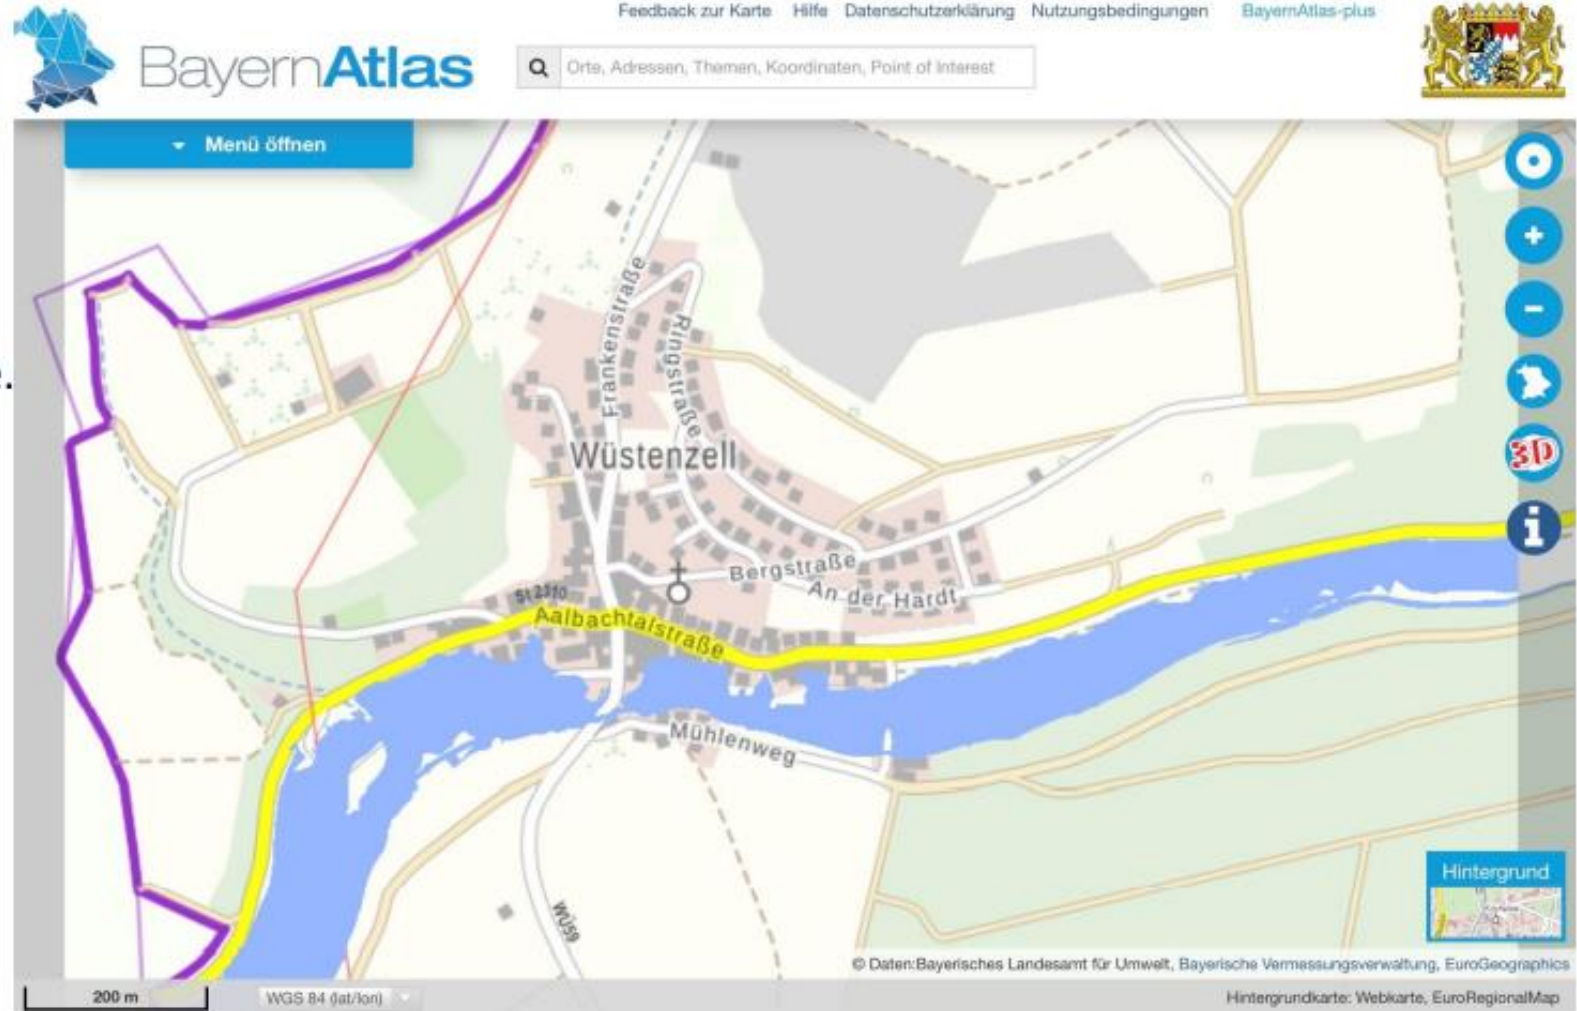 Feedback zur Karte Hilfe Datenschutzerklärung Nutzungsbedingungen BayernAtlas-plus
BayernAtlas
Orte, Adressen, Themen, Koordinaten, Point of Interest
Menü öffnen
Frankenstraße
Ringstraße
3D
Wüstenzell
Bergstraße
An der Hardt
St 2310
Aalbachtalstraße
Mühlenweg
WÜ59
Hintergrund
© Daten:Bayerisches Landesamt für Umwelt, Bayerische Vermessungsverwaltung, EuroGeographics
200 m WGS 84 (lat/lon) Hintergrundkarte: Webkarte, EuroRegionalMap